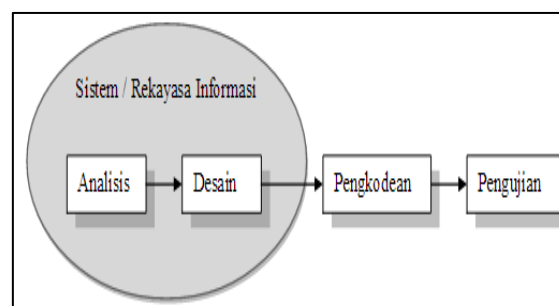 Sistem / Rekayasa Informasi
Analisis
Desain
Pengkodean
Pengujian